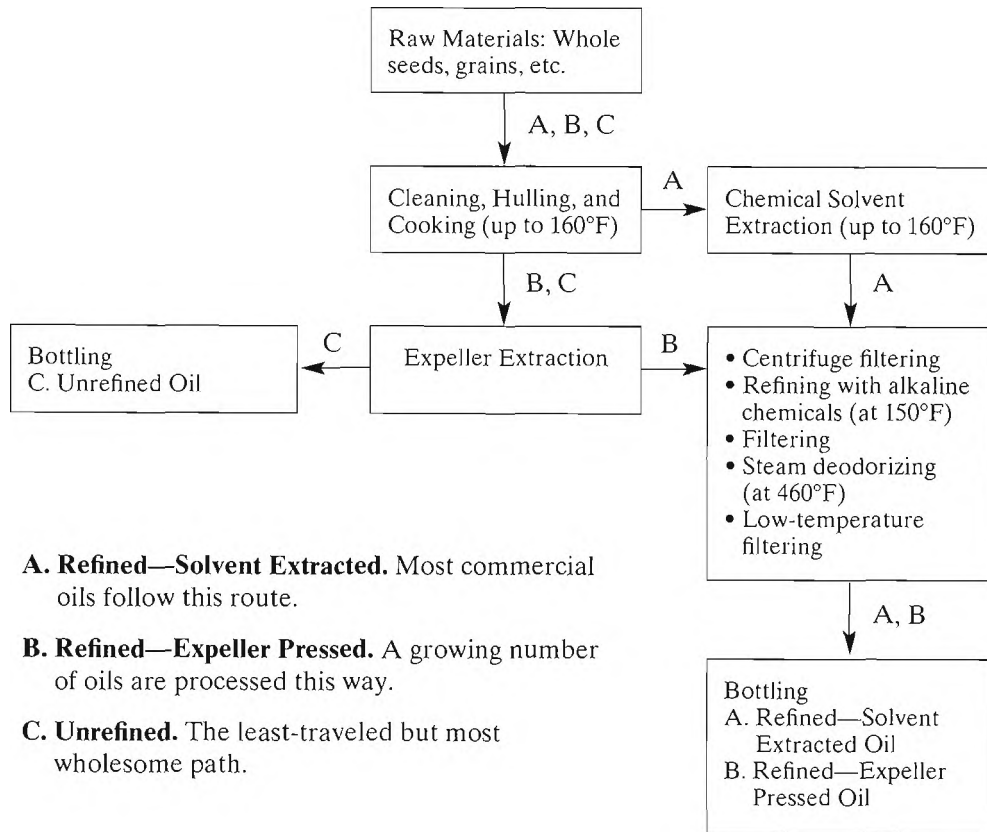 Raw Materials: Whole
seeds, grains, etc.
A, B, C
Cleaning, Hulling, and
Cooking (up to 160°F)
A
Chemical Solvent
Extraction (up to 160°F)
B, C
A
Bottling
C. Unrefined Oil
C
Expeller Extraction
B
• Centrifuge filtering
• Refining with alkaline
chemicals (at 150°F)
• Filtering
• Steam deodorizing
(at 460°F)
• Low-temperature
filtering
A. Refined—Solvent Extracted. Most commercial
oils follow this route.
B. Refined—Expeller Pressed. A growing number
of oils are processed this way.
C. Unrefined. The least-traveled but most
wholesome path.
A, B
Bottling
A. Refined—Solvent
Extracted Oil
B. Refined—Expeller
Pressed Oil